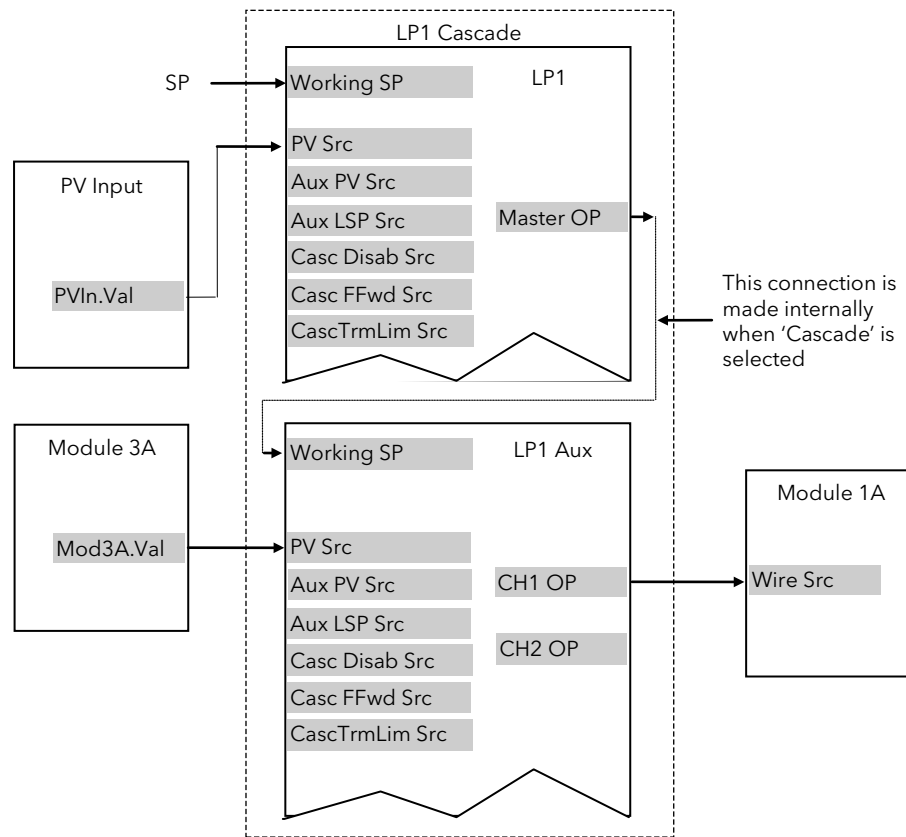 LP1 Cascade
SP
Working SP
LP1
PV Src
Aux PV Src
Aux LSP Src
Master OP
Casc Disab Src
Casc FFwd Src
CascTrmLim Src
PV Input
PVIn.Val
This connection is
made internally
when ‘Cascade’ is
selected
Module 3A
Mod3A.Val
Working SP
LP1 Aux
PV Src
Aux PV Src
CH1 OP
Aux LSP Src
CH2 OP
Casc Disab Src
Casc FFwd Src
CascTrmLim Src
Module 1A
Wire Src